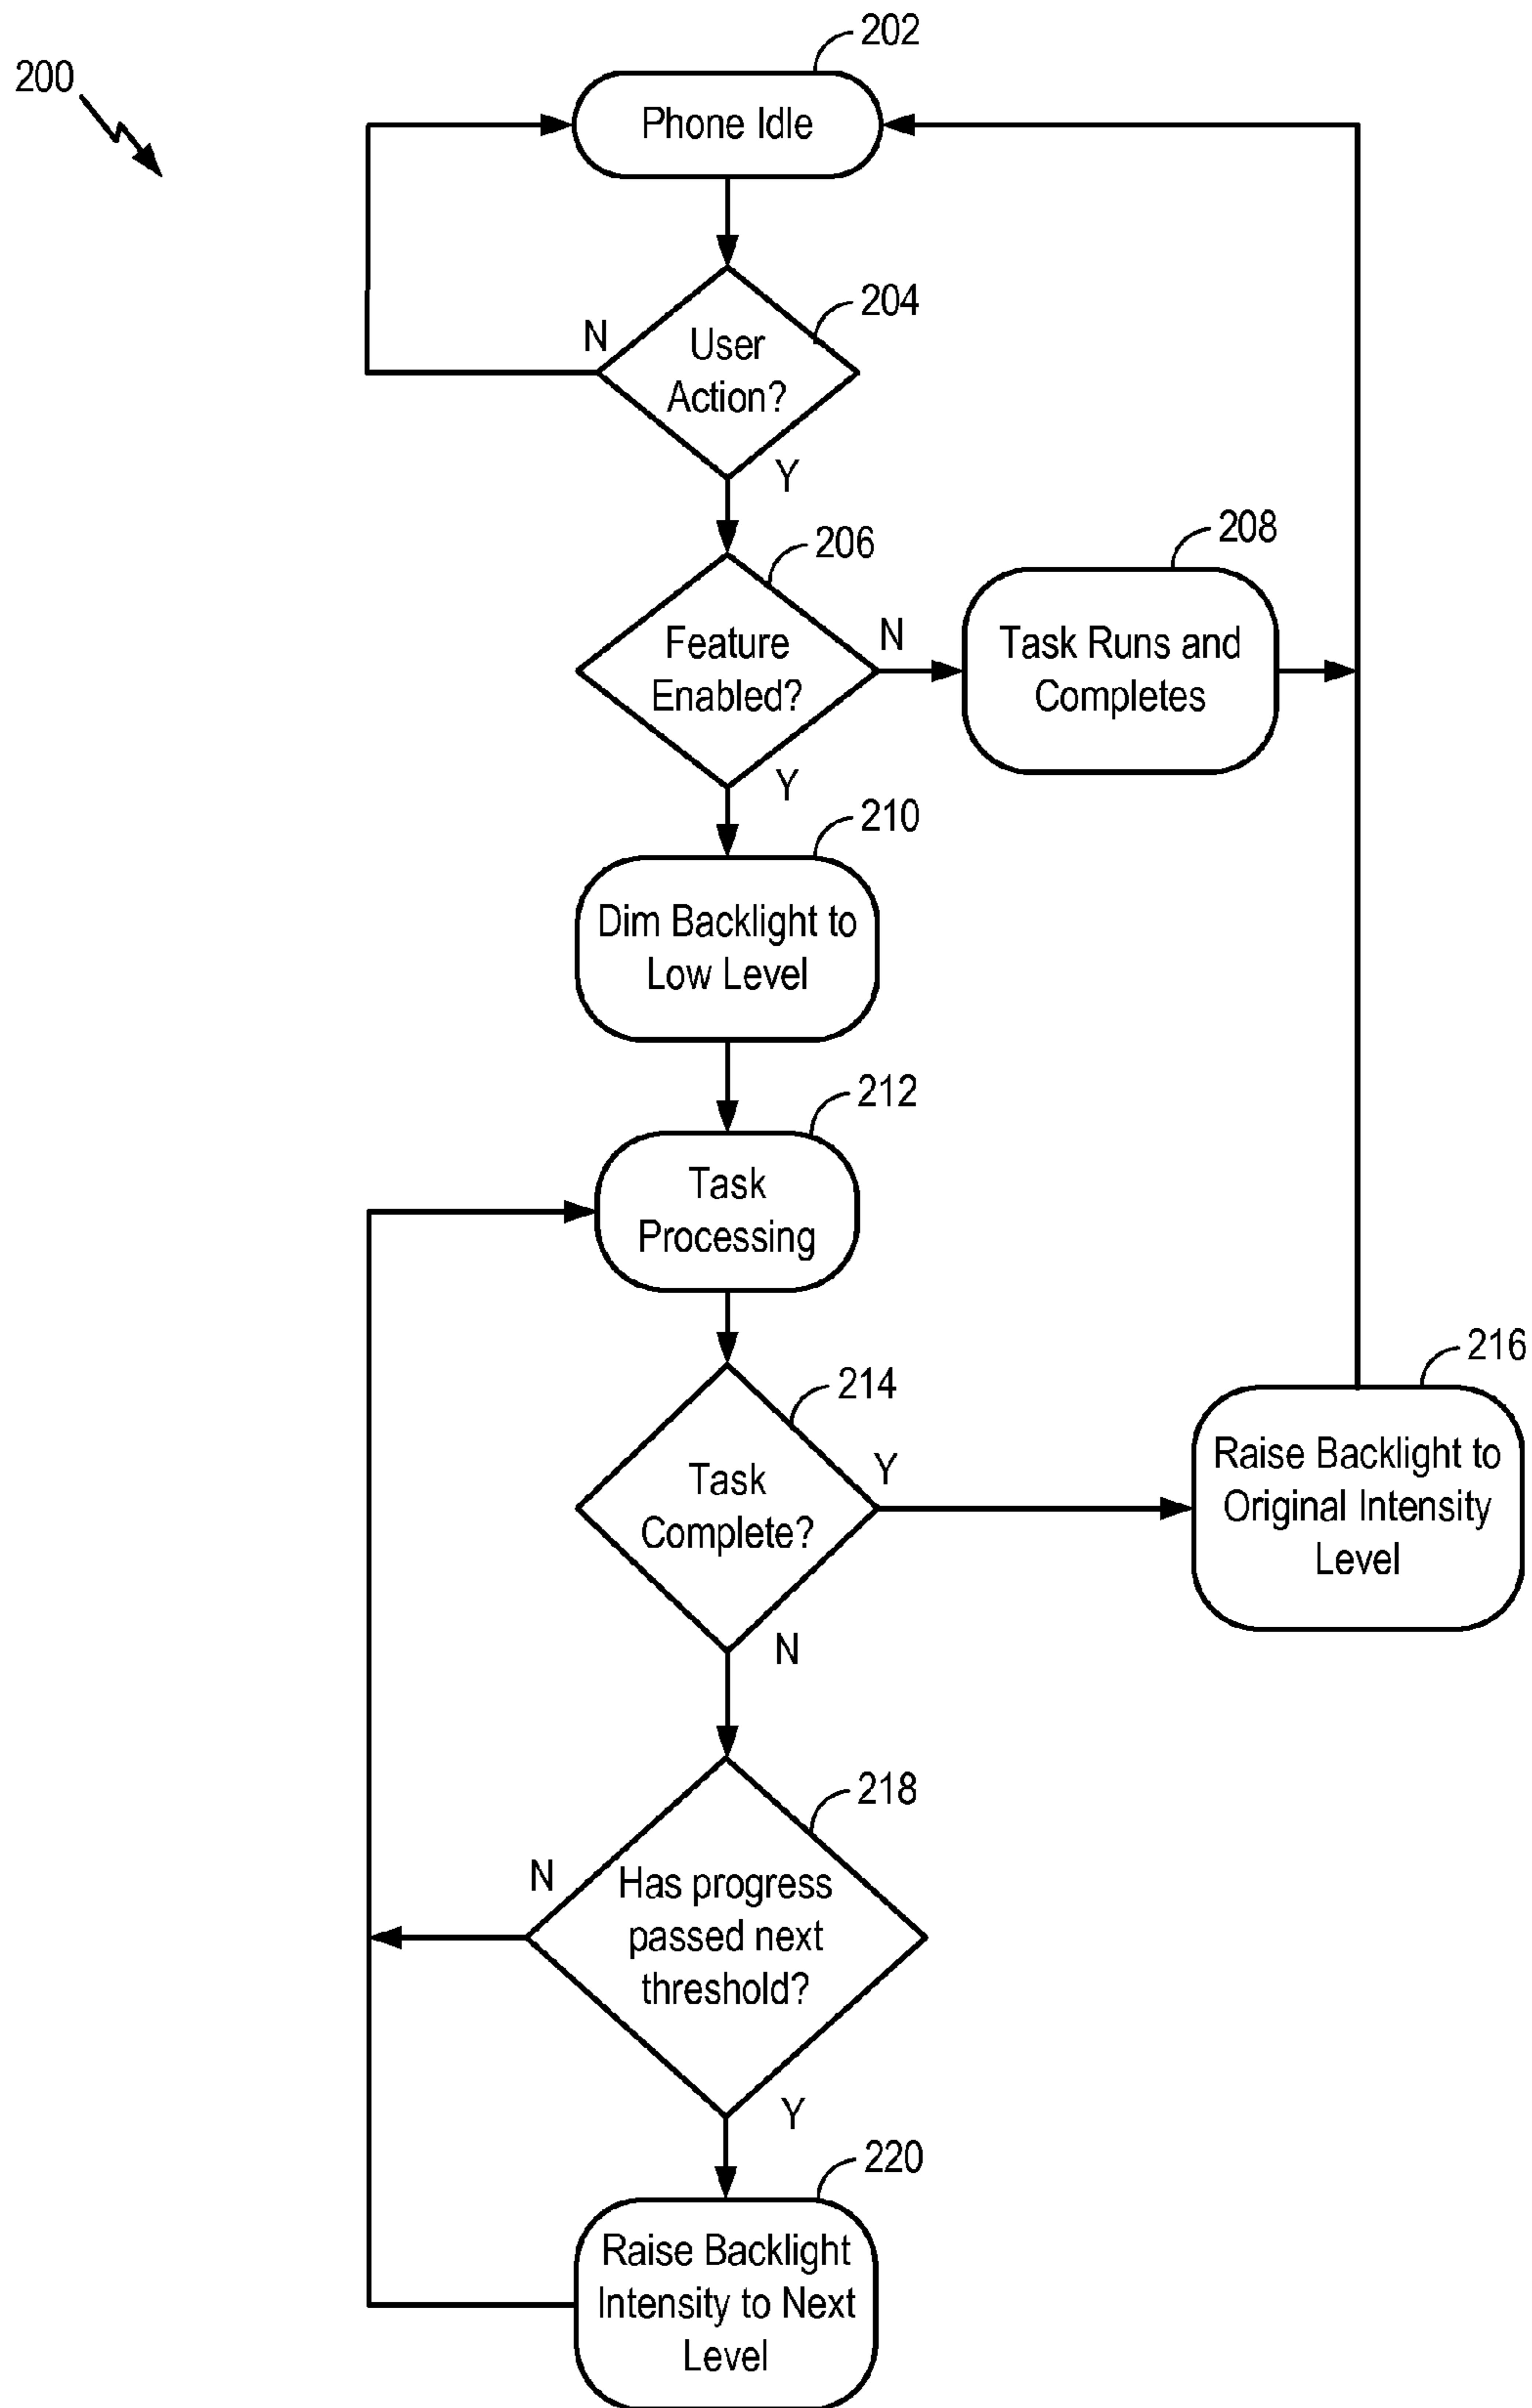 202
200
Phone Idle
204
N
User
Action?
Y
206
208
Feature
Enabled?
N
Task Runs and
Completes
Y
210
Dim Backlight to
Low Level
212
Task
Processing
214
216
Task
Complete?
Y
Raise Backlight to
Original Intensity
Level
N
218
N
Has progress
passed next
threshold?
Y
220
Raise Backlight
Intensity to Next
Level